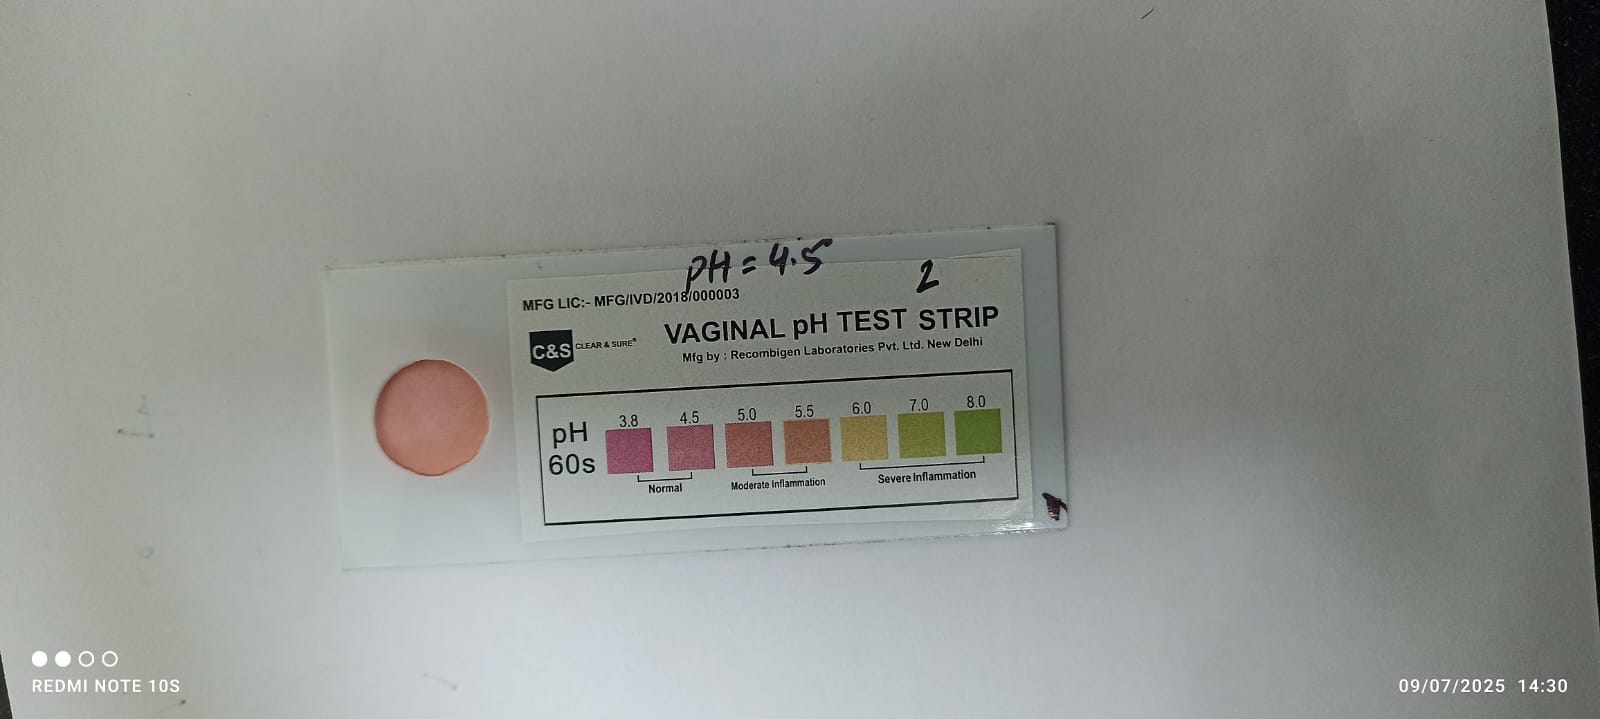 pH = 4.5
2
MFG LIC:- MFG/IVD/2018/000003
C&S CLEAR & SURE®
VAGINAL pH TEST STRIP
Mfg by : Recombigen Laboratories Pvt. Ltd. New Delhi
pH
60s
3.8 4.5 5.0 5.5 6.0 7.0 8.0
Normal Moderate Inflammation Severe Inflammation
REDMI NOTE 10S
09/07/2025 14:30